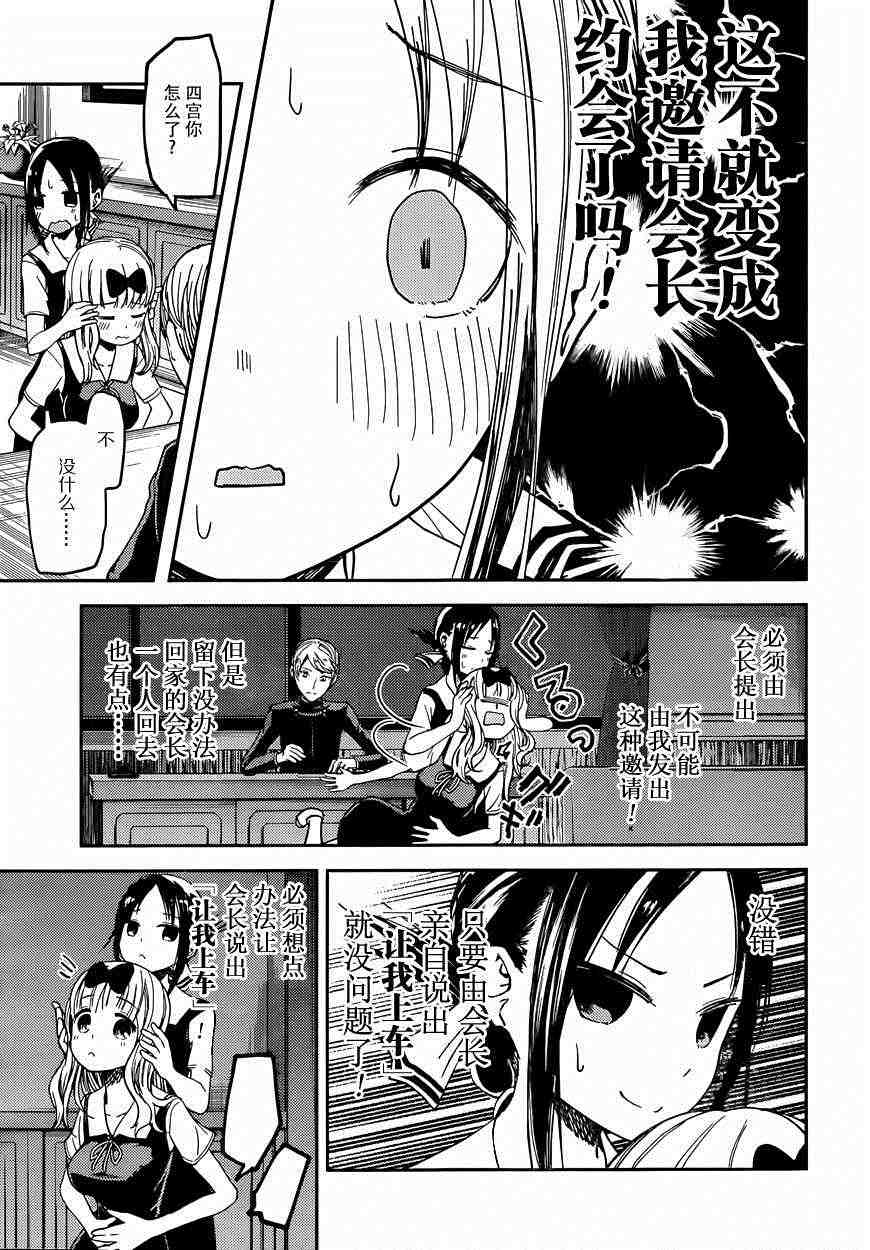 这不就变成
我邀请会长
约会了吗！
四宫你
怎么了？
不
没什么……
必须由
会长提出
不可能
由我发出
这种邀请！
くるるっ
グギギ
但是
留下没办法
回家的会长
一个人回去
也有点……
没错
只要由会长
亲自说出
「让我上车」
就没问题了！
必须想点
办法让
会长说出
「让我上车」！